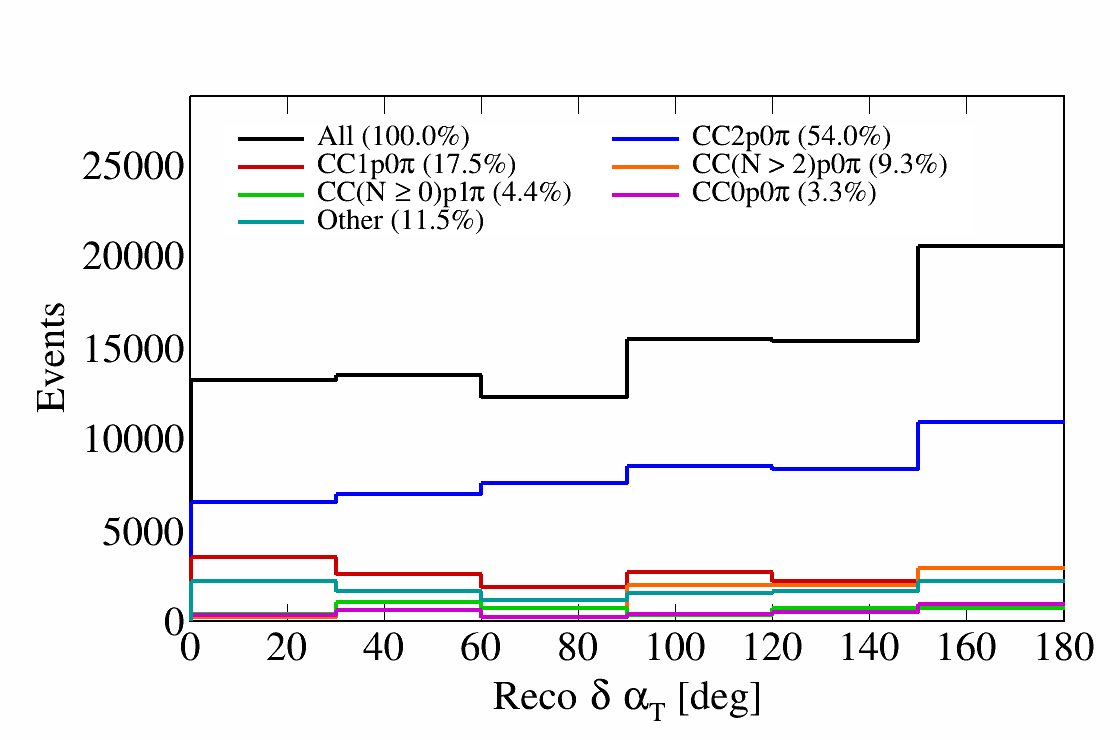 All (100.0%)
CC2p0π (54.0%)
CC1p0π (17.5%)
CC(N > 2)p0π (9.3%)
CC(N ≥ 0)p1π (4.4%)
CC0p0π (3.3%)
Other (11.5%)
25000
20000
15000
10000
5000
0
Events
0 20 40 60 80 100 120 140 160 180
Reco δ α_T [deg]